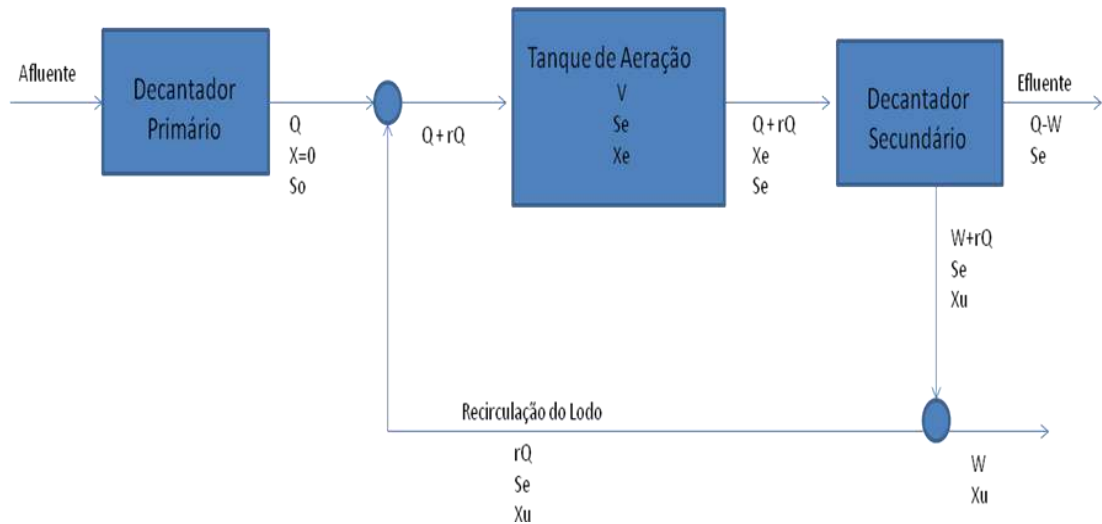 Afluente
Decantador
Primário
Q
X=0
So
Q + rQ
Tanque de Aeração
V
Se
Xe
Q + rQ
Xe
Se
Decantador
Secundário
Efluente
Q-W
Se
W+rQ
Se
Xu
Recirculação do Lodo
rQ
Se
Xu
W
Xu